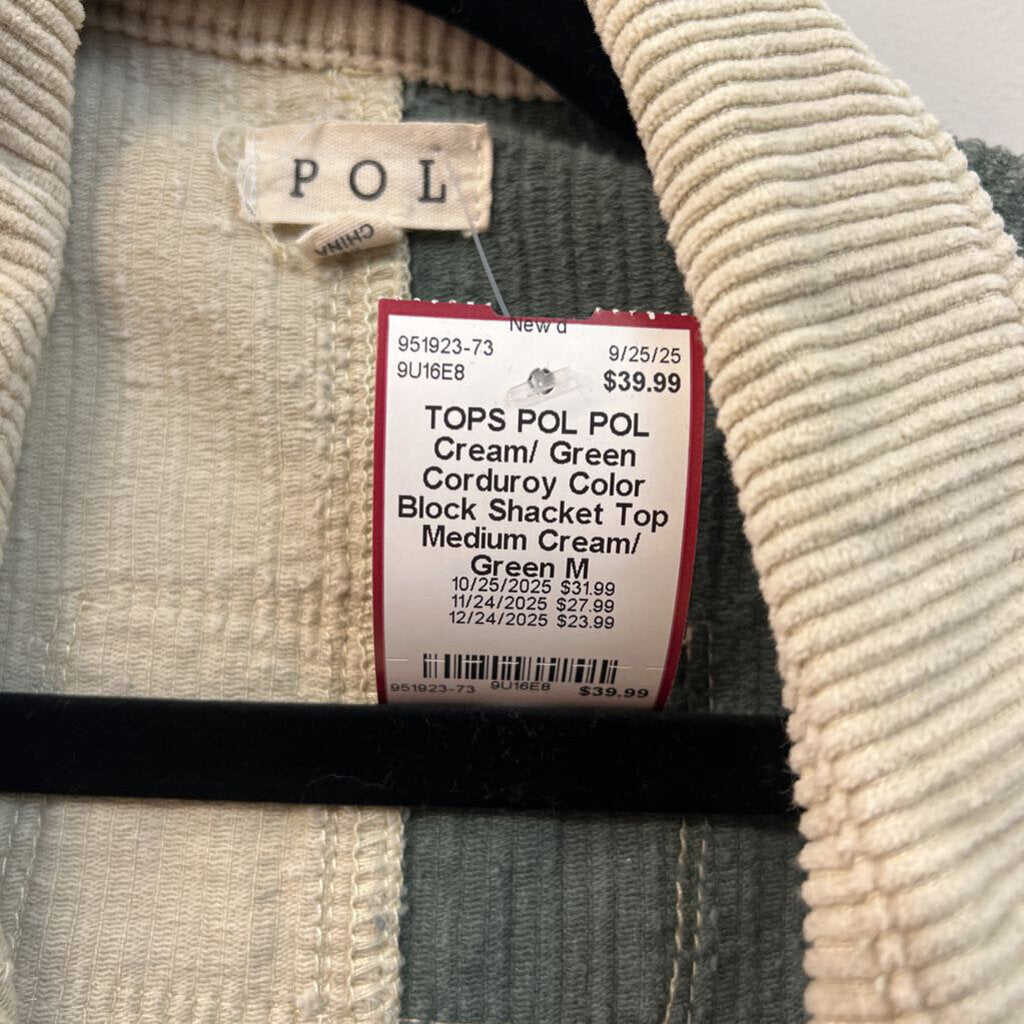 POL
CHINA
New d
951923-73 9/25/25
9U16E8 $39.99
TOPS POL POL
Cream/ Green
Corduroy Color
Block Shacket Top
Medium Cream/
Green M
10/25/2025 $31.99
11/24/2025 $27.99
12/24/2025 $23.99
951923-73 9U16E8 $39.99